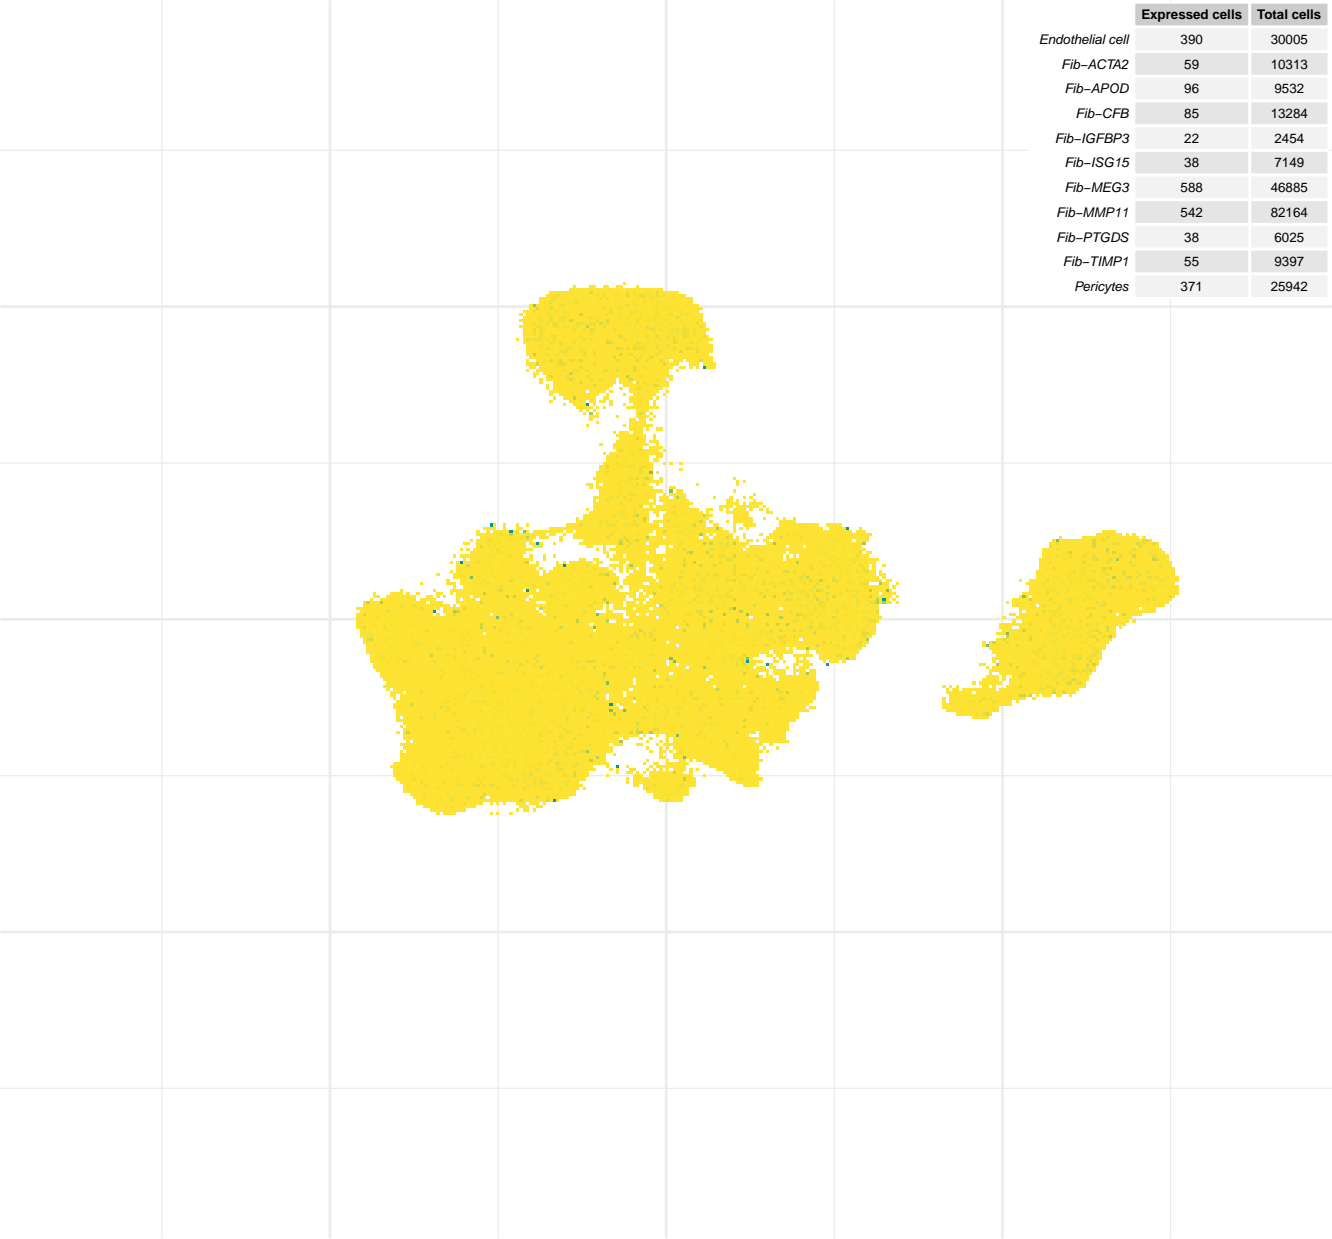 Expressed cells Total cells
Endothelial cell 390 30005
Fib−ACTA2 59 10313
Fib−APOD 96 9532
Fib−CFB 85 13284
Fib−IGFBP3 22 2454
Fib−ISG15 38 7149
Fib−MEG3 588 46885
Fib−MMP11 542 82164
Fib−PTGDS 38 6025
Fib−TIMP1 55 9397
Pericytes 371 25942